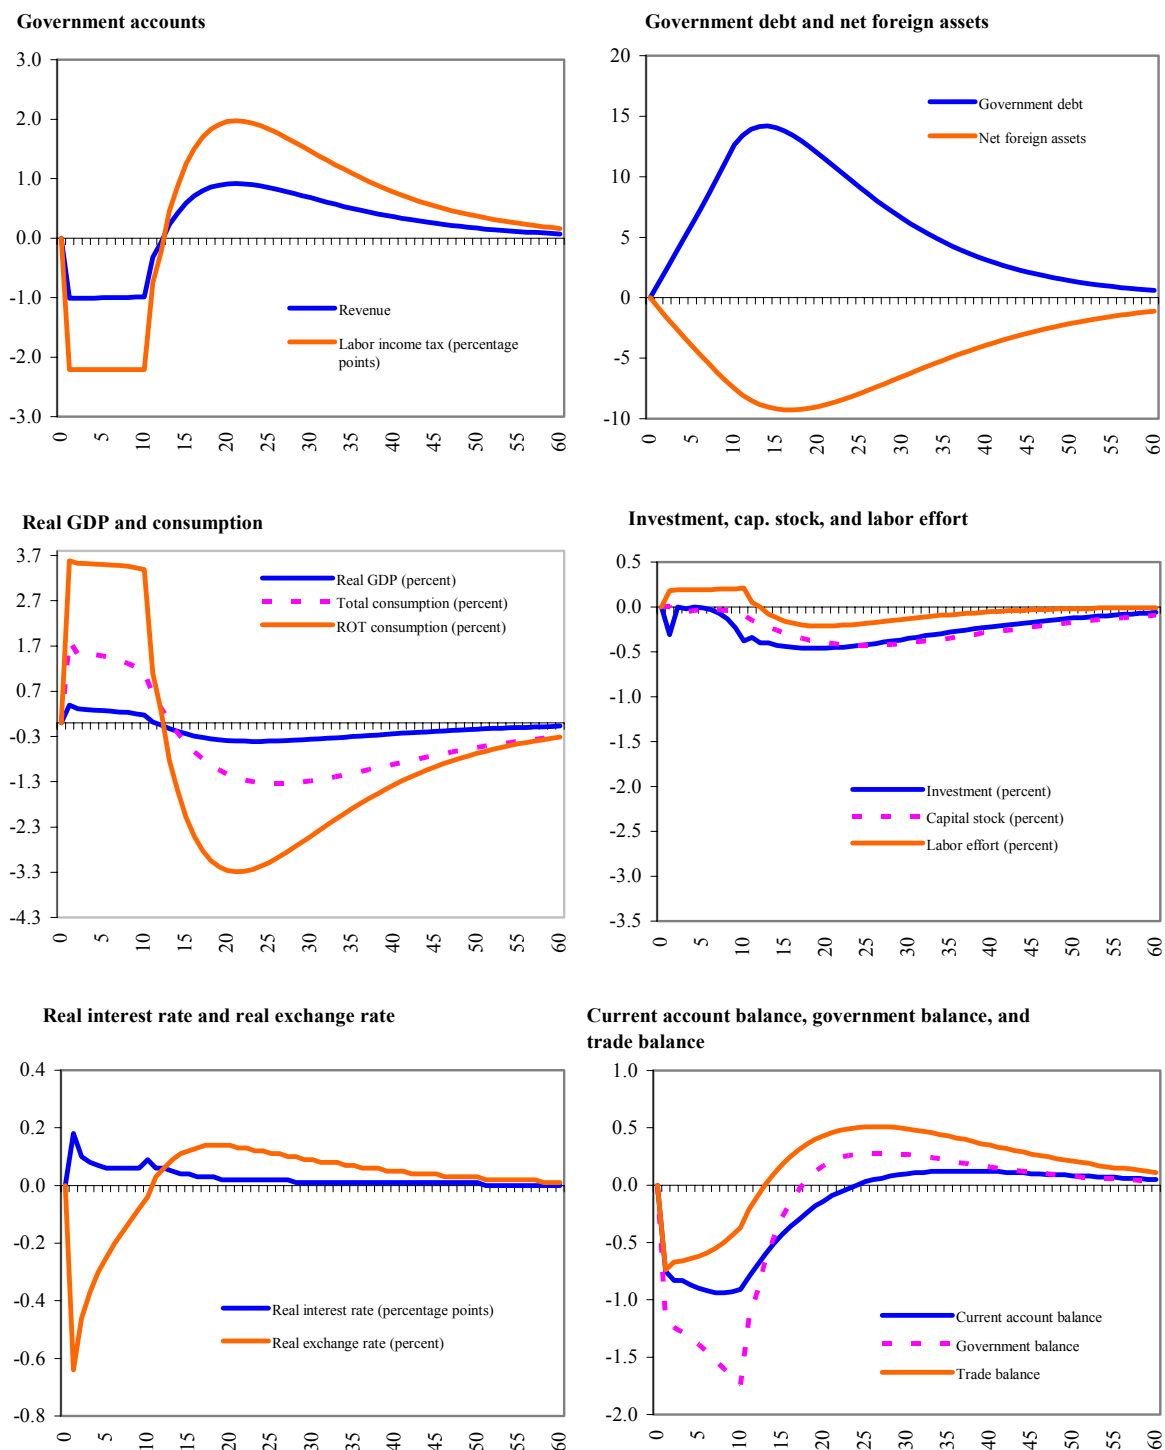 Government accounts
3.0
2.0
1.0
0.0
-1.0
-2.0
-3.0
Revenue
Labor income tax (percentage
points)
0 5 10 15 20 25 30 35 40 45 50 55 60
Government debt and net foreign assets
20
15
10
5
0
-5
-10
Government debt
Net foreign assets
0 5 10 15 20 25 30 35 40 45 50 55 60
Real GDP and consumption
3.7
2.7
1.7
0.7
-0.3
-1.3
-2.3
-3.3
-4.3
Real GDP (percent)
Total consumption (percent)
ROT consumption (percent)
0 5 10 15 20 25 30 35 40 45 50 55 60
Investment, cap. stock, and labor effort
0.5
0.0
-0.5
-1.0
-1.5
-2.0
-2.5
-3.0
-3.5
Investment (percent)
Capital stock (percent)
Labor effort (percent)
0 5 10 15 20 25 30 35 40 45 50 55 60
Real interest rate and real exchange rate
0.4
0.2
0.0
-0.2
-0.4
-0.6
-0.8
Real interest rate (percentage points)
Real exchange rate (percent)
0 5 10 15 20 25 30 35 40 45 50 55 60
Current account balance, government balance, and
trade balance
1.0
0.5
0.0
-0.5
-1.0
-1.5
-2.0
Current account balance
Government balance
Trade balance
0 5 10 15 20 25 30 35 40 45 50 55 60